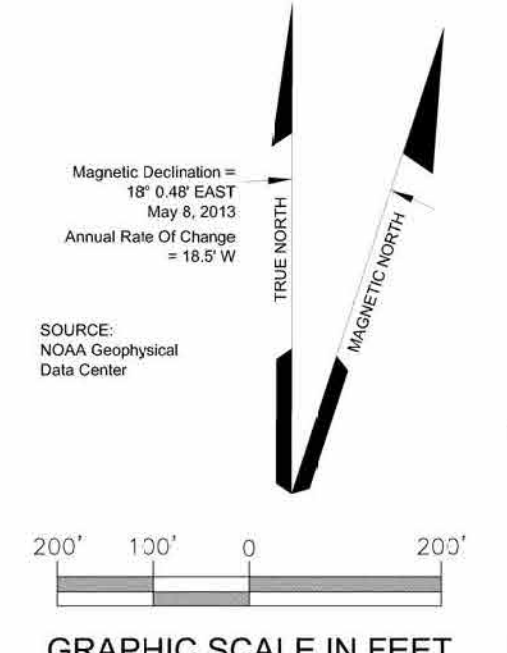 Magnetic Declination =
18° 0.48' EAST
May 8, 2013
Annual Rate Of Change
= 18.5' W
TRUE NORTH
MAGNETIC NORTH
SOURCE:
NOAA Geophysical
Data Center
200' 100' 0 200'
GRAPHIC SCALE IN FEET